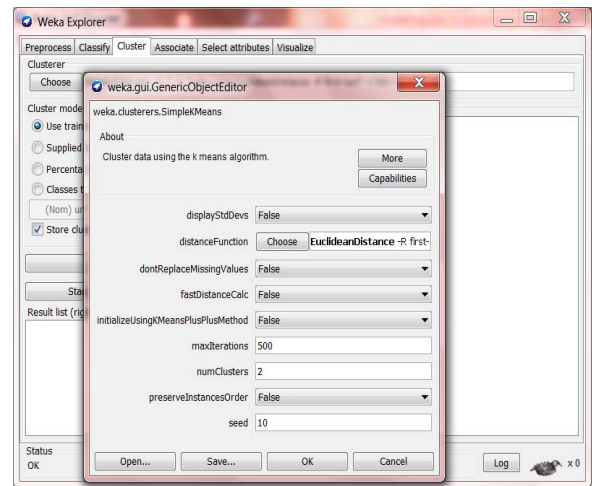 Weka Explorer
Preprocess Classify Cluster Associate Select attributes Visualize
Clusterer
Choose
weka.gui.GenericObjectEditor
Cluster mode
weka.clusterers.SimpleKMeans
Use train
About
Supplied
Cluster data using the k means algorithm.
More
Percenta
Capabilities
Classes t
(Nom) un
Store clu
displayStdDevs False
distanceFunction Choose EuclideanDistance -R first-
dontReplaceMissingValues False
fastDistanceCalc False
Sta
Result list (rig
initializeUsingKMeansPlusPlusMethod False
maxIterations 500
numClusters 2
preserveInstancesOrder False
seed 10
Open... Save... OK Cancel
Status
OK
Log x 0